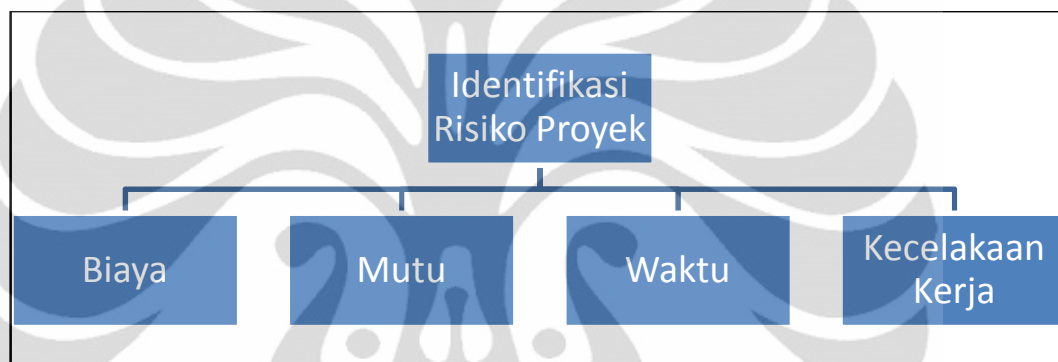 Identifikasi
Risiko Proyek
Biaya
Mutu
Waktu
Kecelakaan
Kerja